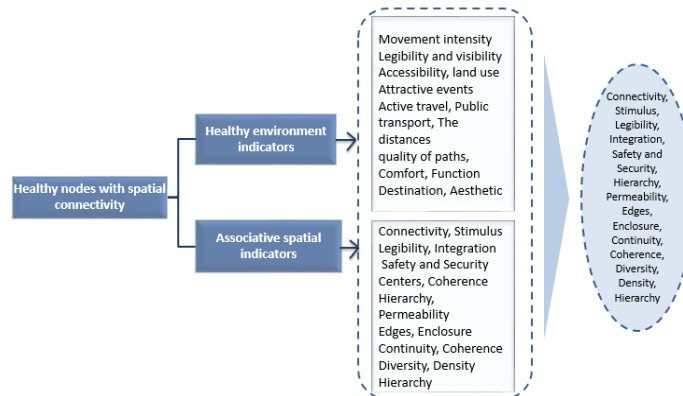 Healthy nodes with spatial
connectivity
Healthy environment
indicators
Associative spatial
indicators
Movement intensity
Legibility and visibility
Accessibility, land use
Attractive events
Active travel, Public
transport, The
distances
quality of paths,
Comfort, Function
Destination, Aesthetic
Connectivity, Stimulus
Legibility, Integration
Safety and Security
Centers, Coherence
Hierarchy,
Permeability
Edges, Enclosure
Continuity, Coherence
Diversity, Density
Hierarchy
Connectivity,
Stimulus,
Legibility,
Integration,
Safety and
Security,
Hierarchy,
Permeability,
Edges,
Enclosure,
Continuity,
Coherence,
Diversity,
Density,
Hierarchy